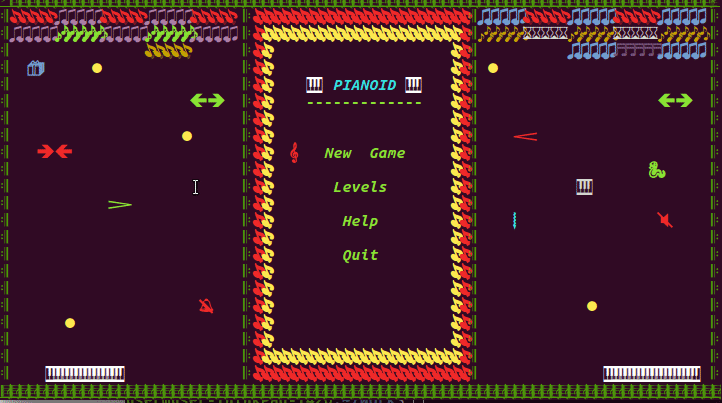 PIANOID
--------------
New Game
Levels
Help
Quit